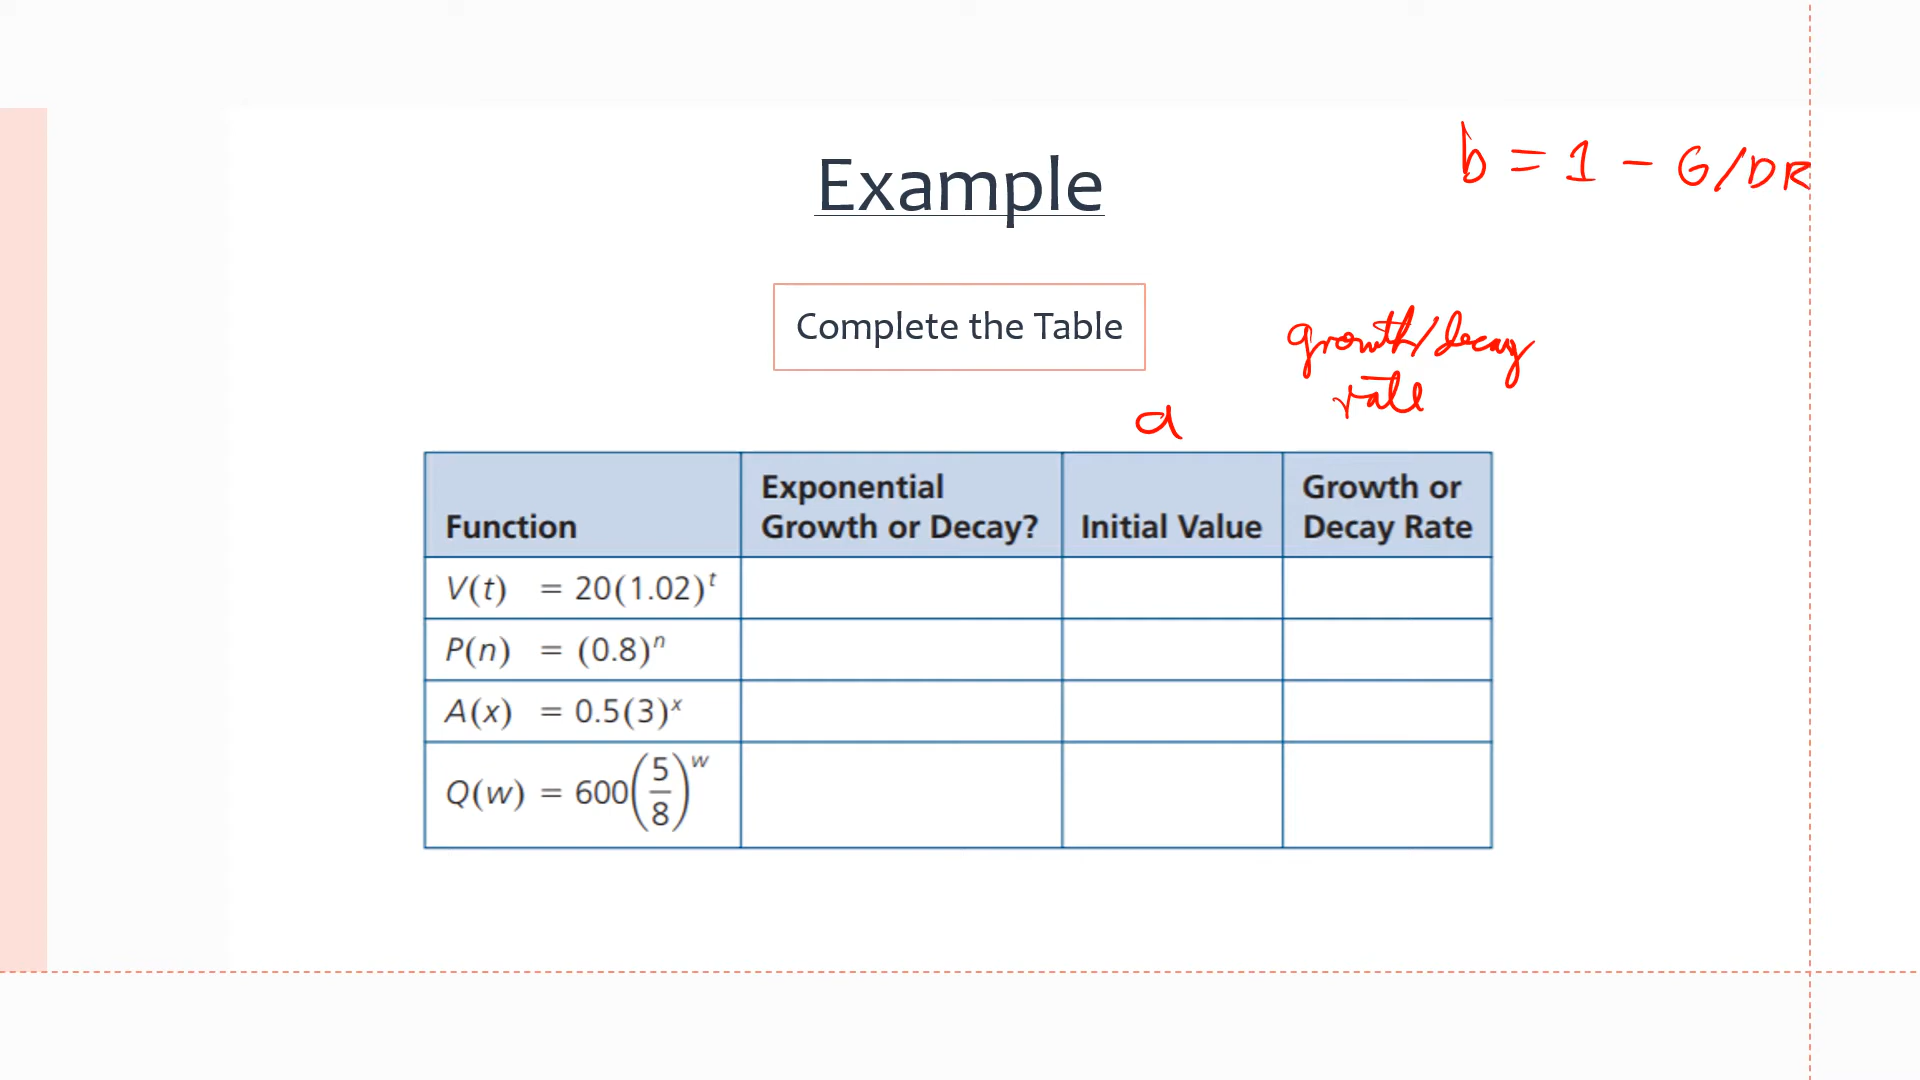 b = 1 - G/DR
Example
Complete the Table
growth/decay
rate
a
Function
Exponential
Growth or Decay?
Initial Value
Growth or
Decay Rate
V(t) = 20(1.02)^t
P(n) = (0.8)^n
A(x) = 0.5(3)^x
Q(w) = 600(5/8)^w